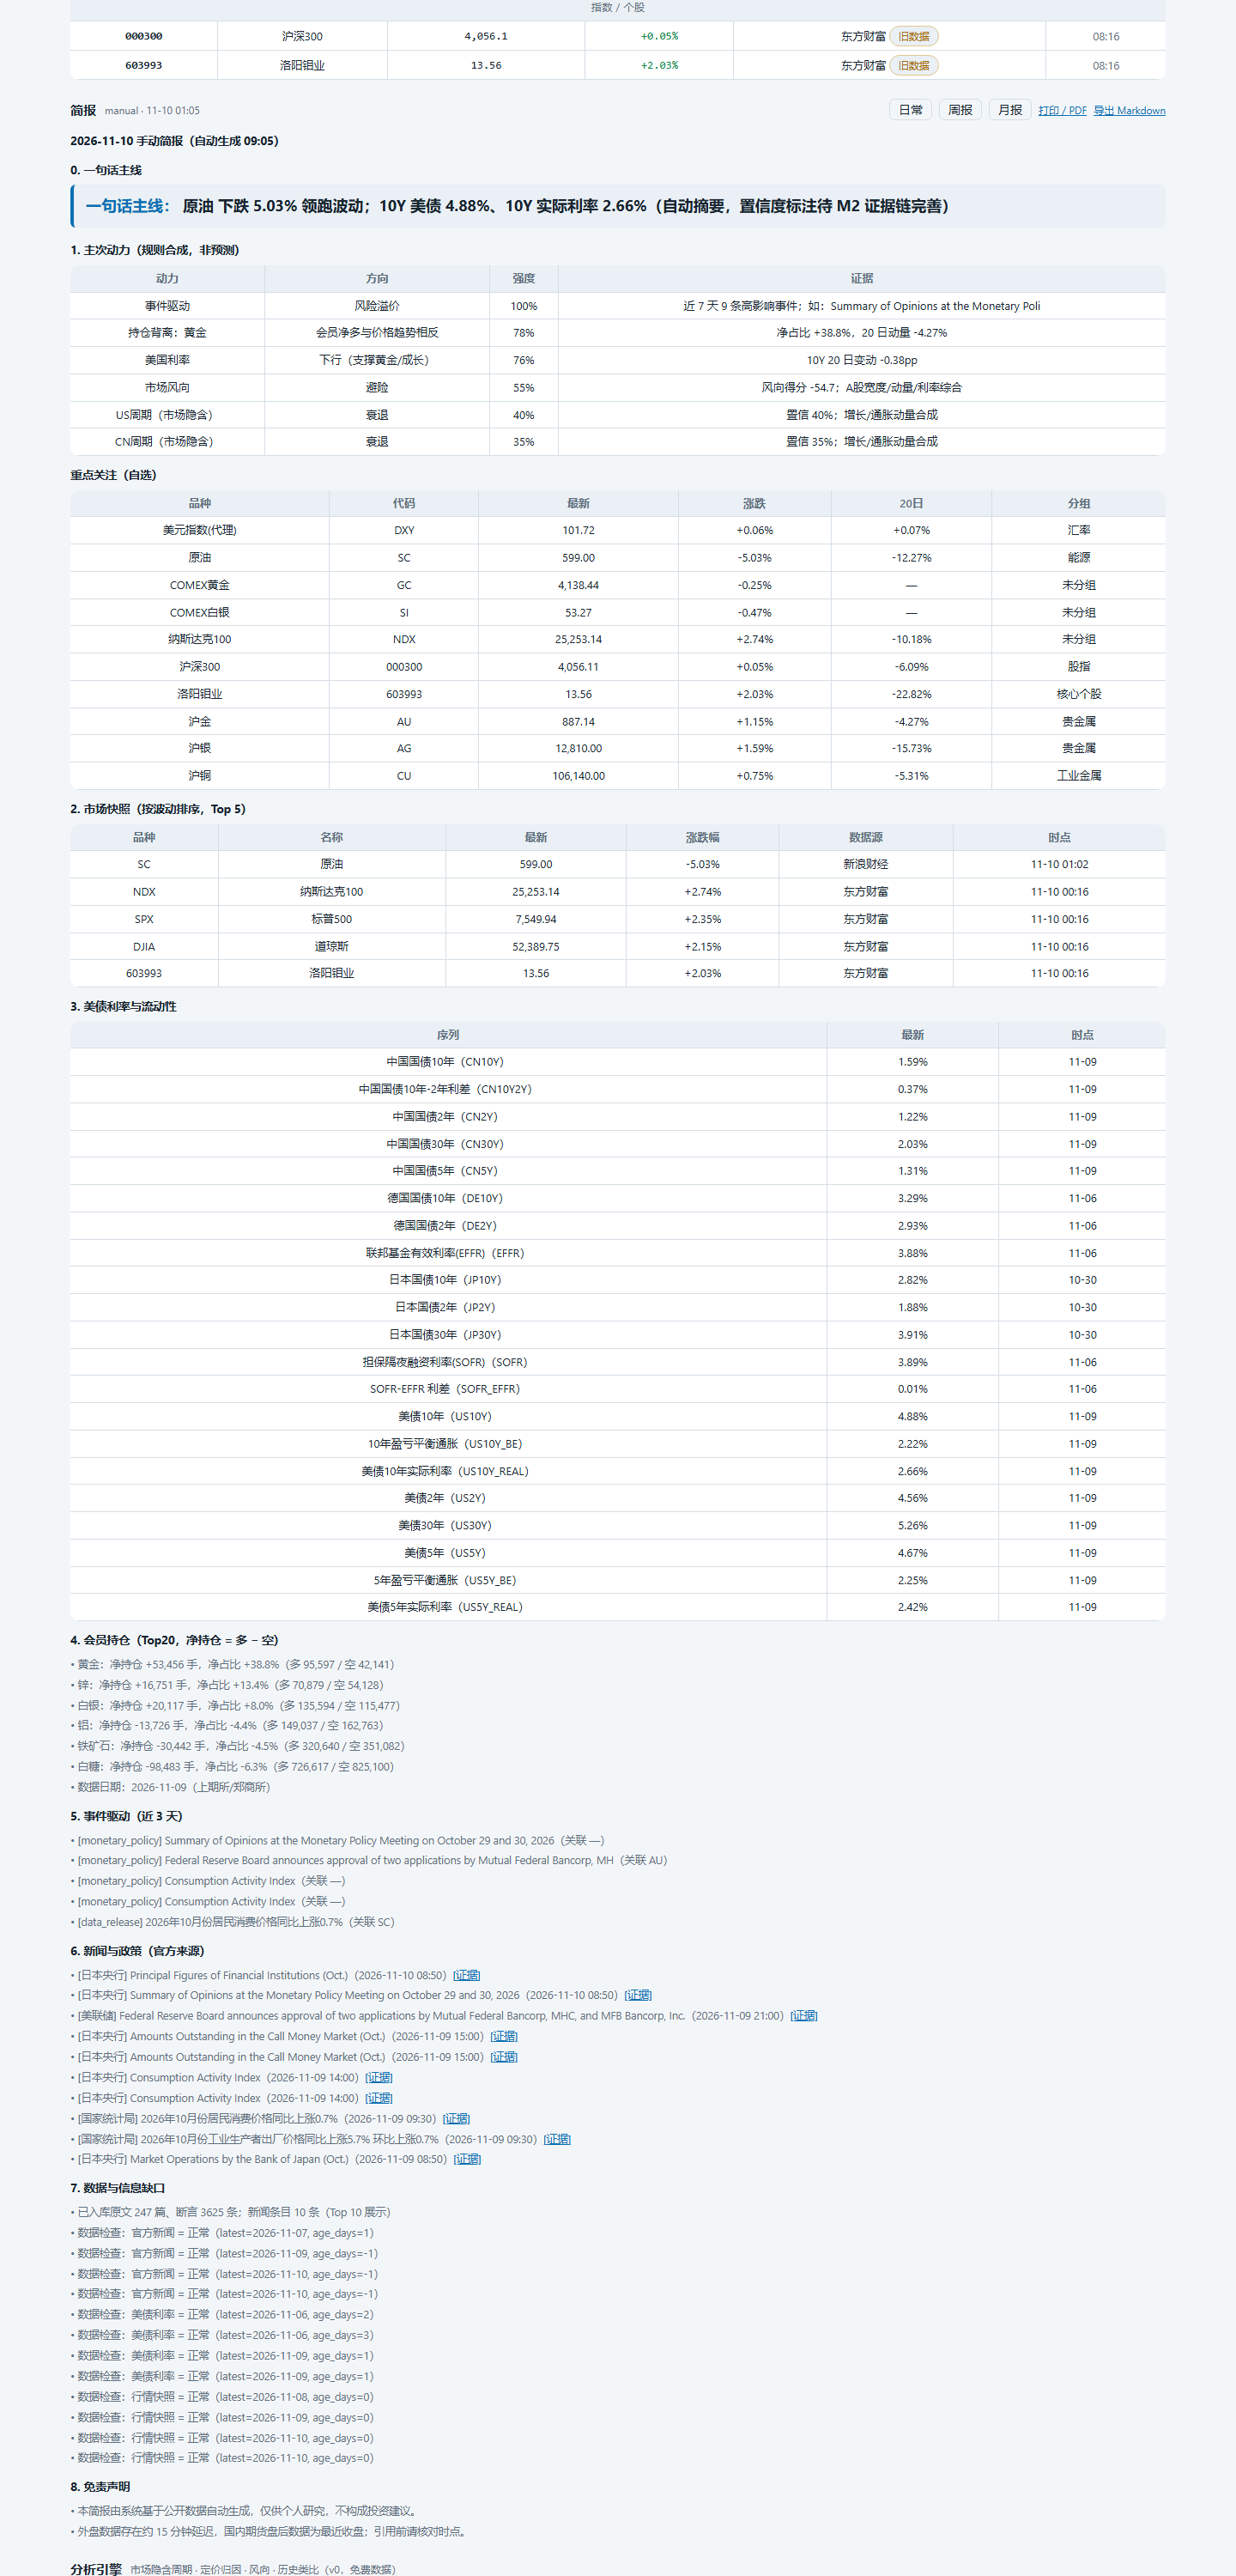 指数 / 个股
000300 沪深300 4,056.1 +0.05% 东方财富 旧数据 08:16
603993 洛阳钼业 13.56 +2.03% 东方财富 旧数据 08:16
简报 manual · 11-10 01:05 日常 周报 月报 打印 / PDF 导出 Markdown
2026-11-10 手动简报（自动生成 09:05）
0. 一句话主线
一句话主线： 原油 下跌 5.03% 领跑波动；10Y 美债 4.88%、10Y 实际利率 2.66%（自动摘要，置信度标注待 M2 证据链完善）
1. 主次动力（规则合成，非预测）
动力 方向 强度 证据
事件驱动 风险溢价 100% 近 7 天 9 条高影响事件；如：Summary of Opinions at the Monetary Poli
持仓背离：黄金 会员净多与价格趋势相反 78% 净占比 +38.8%，20 日动量 -4.27%
美国利率 下行（支撑黄金/成长） 76% 10Y 20 日变动 -0.38pp
市场风向 避险 55% 风向得分 -54.7；A股宽度/动量/利率综合
US周期（市场隐含） 衰退 40% 置信 40%；增长/通胀动量合成
CN周期（市场隐含） 衰退 35% 置信 35%；增长/通胀动量合成
重点关注（自选）
品种 代码 最新 涨跌 20日 分组
美元指数(代理) DXY 101.72 +0.06% +0.07% 汇率
原油 SC 599.00 -5.03% -12.27% 能源
COMEX黄金 GC 4,138.44 -0.25% — 未分组
COMEX白银 SI 53.27 -0.47% — 未分组
纳斯达克100 NDX 25,253.14 +2.74% -10.18% 未分组
沪深300 000300 4,056.11 +0.05% -6.09% 股指
洛阳钼业 603993 13.56 +2.03% -22.82% 核心个股
沪金 AU 887.14 +1.15% -4.27% 贵金属
沪银 AG 12,810.00 +1.59% -15.73% 贵金属
沪铜 CU 106,140.00 +0.75% -5.31% 工业金属
2. 市场快照（按波动排序，Top 5）
品种 名称 最新 涨跌幅 数据源 时点
SC 原油 599.00 -5.03% 新浪财经 11-10 01:02
NDX 纳斯达克100 25,253.14 +2.74% 东方财富 11-10 00:16
SPX 标普500 7,549.94 +2.35% 东方财富 11-10 00:16
DJIA 道琼斯 52,389.75 +2.15% 东方财富 11-10 00:16
603993 洛阳钼业 13.56 +2.03% 东方财富 11-10 00:16
3. 美债利率与流动性
序列 最新 时点
中国国债10年（CN10Y） 1.59% 11-09
中国国债10年-2年利差（CN10Y2Y） 0.37% 11-09
中国国债2年（CN2Y） 1.22% 11-09
中国国债30年（CN30Y） 2.03% 11-09
中国国债5年（CN5Y） 1.31% 11-09
德国国债10年（DE10Y） 3.29% 11-06
德国国债2年（DE2Y） 2.93% 11-06
联邦基金有效利率(EFFR)（EFFR） 3.88% 11-06
日本国债10年（JP10Y） 2.82% 10-30
日本国债2年（JP2Y） 1.88% 10-30
日本国债30年（JP30Y） 3.91% 10-30
担保隔夜融资利率(SOFR)（SOFR） 3.89% 11-06
SOFR-EFFR 利差（SOFR_EFFR） 0.01% 11-06
美债10年（US10Y） 4.88% 11-09
10年盈亏平衡通胀（US10Y_BE） 2.22% 11-09
美债10年实际利率（US10Y_REAL） 2.66% 11-09
美债2年（US2Y） 4.56% 11-09
美债30年（US30Y） 5.26% 11-09
美债5年（US5Y） 4.67% 11-09
5年盈亏平衡通胀（US5Y_BE） 2.25% 11-09
美债5年实际利率（US5Y_REAL） 2.42% 11-09
4. 会员持仓（Top20，净持仓 = 多 − 空）
• 黄金：净持仓 +53,456 手，净占比 +38.8%（多 95,597 / 空 42,141）
• 锌：净持仓 +16,751 手，净占比 +13.4%（多 70,879 / 空 54,128）
• 白银：净持仓 +20,117 手，净占比 +8.0%（多 135,594 / 空 115,477）
• 铝：净持仓 -13,726 手，净占比 -4.4%（多 149,037 / 空 162,763）
• 铁矿石：净持仓 -30,442 手，净占比 -4.5%（多 320,640 / 空 351,082）
• 白糖：净持仓 -98,483 手，净占比 -6.3%（多 726,617 / 空 825,100）
• 数据日期：2026-11-09（上期所/郑商所）
5. 事件驱动（近 3 天）
• [monetary_policy] Summary of Opinions at the Monetary Policy Meeting on October 29 and 30, 2026（关联 —）
• [monetary_policy] Federal Reserve Board announces approval of two applications by Mutual Federal Bancorp, MH（关联 AU）
• [monetary_policy] Consumption Activity Index（关联 —）
• [monetary_policy] Consumption Activity Index（关联 —）
• [data_release] 2026年10月份居民消费价格同比上涨0.7%（关联 SC）
6. 新闻与政策（官方来源）
• [日本央行] Principal Figures of Financial Institutions (Oct.)（2026-11-10 08:50）[证据]
• [日本央行] Summary of Opinions at the Monetary Policy Meeting on October 29 and 30, 2026（2026-11-10 08:50）[证据]
• [美联储] Federal Reserve Board announces approval of two applications by Mutual Federal Bancorp, MHC, and MFB Bancorp, Inc.（2026-11-09 21:00）[证据]
• [日本央行] Amounts Outstanding in the Call Money Market (Oct.)（2026-11-09 15:00）[证据]
• [日本央行] Amounts Outstanding in the Call Money Market (Oct.)（2026-11-09 15:00）[证据]
• [日本央行] Consumption Activity Index（2026-11-09 14:00）[证据]
• [日本央行] Consumption Activity Index（2026-11-09 14:00）[证据]
• [国家统计局] 2026年10月份居民消费价格同比上涨0.7%（2026-11-09 09:30）[证据]
• [国家统计局] 2026年10月份工业生产者出厂价格同比上涨5.7% 环比上涨0.7%（2026-11-09 09:30）[证据]
• [日本央行] Market Operations by the Bank of Japan (Oct.)（2026-11-09 08:50）[证据]
7. 数据与信息缺口
• 已入库原文 247 篇、断言 3625 条；新闻条目 10 条（Top 10 展示）
• 数据检查：官方新闻 = 正常（latest=2026-11-07, age_days=1）
• 数据检查：官方新闻 = 正常（latest=2026-11-09, age_days=-1）
• 数据检查：官方新闻 = 正常（latest=2026-11-10, age_days=-1）
• 数据检查：官方新闻 = 正常（latest=2026-11-10, age_days=-1）
• 数据检查：美债利率 = 正常（latest=2026-11-06, age_days=2）
• 数据检查：美债利率 = 正常（latest=2026-11-06, age_days=3）
• 数据检查：美债利率 = 正常（latest=2026-11-09, age_days=1）
• 数据检查：美债利率 = 正常（latest=2026-11-09, age_days=1）
• 数据检查：行情快照 = 正常（latest=2026-11-08, age_days=0）
• 数据检查：行情快照 = 正常（latest=2026-11-09, age_days=0）
• 数据检查：行情快照 = 正常（latest=2026-11-10, age_days=0）
• 数据检查：行情快照 = 正常（latest=2026-11-10, age_days=0）
8. 免责声明
• 本简报由系统基于公开数据自动生成，仅供个人研究，不构成投资建议。
• 外盘数据存在约 15 分钟延迟，国内期货盘后数据为最近收盘；引用前请核对时点。
分析引擎 市场隐含周期 · 定价归因 · 风向 · 历史类比（v0，免费数据）